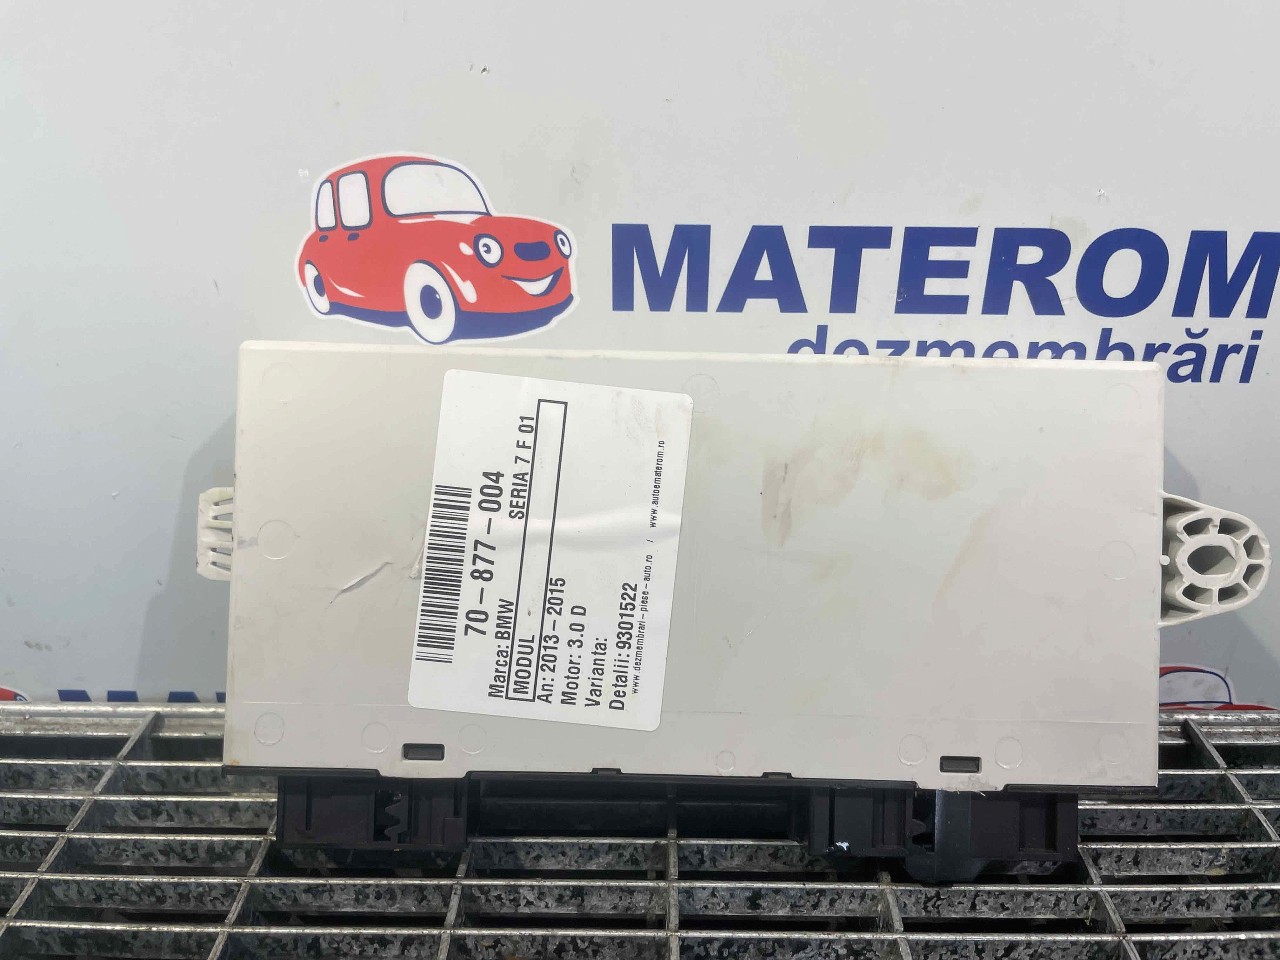 MATEROM
dezmembrări
70-877-004
Marca: BMW SERIA 7 F 01
MODUL
An: 2013-2015
Motor: 3.0 D
Varianta:
Detalii: 9301522
www.dezmembrari-piese-auto.ro / www.autoematerom.ro